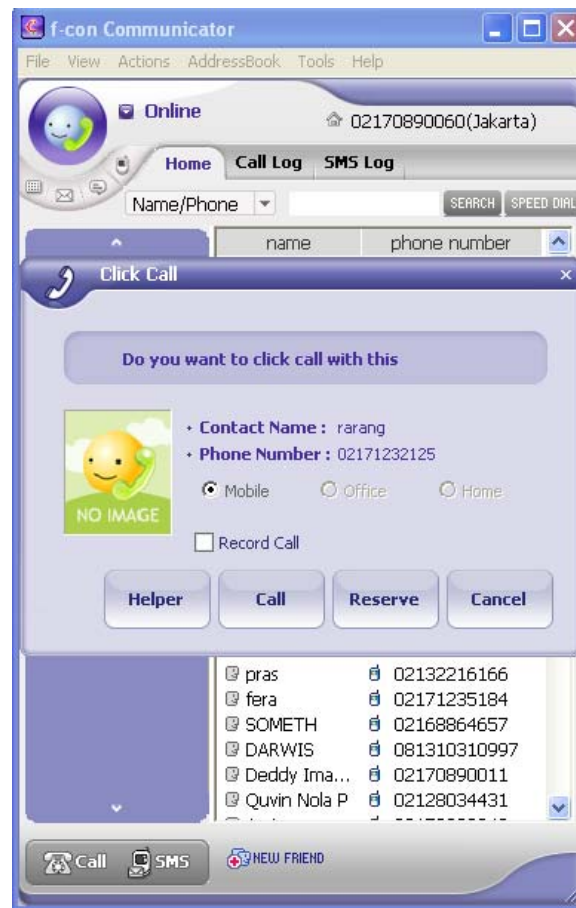 f-con Communicator
File View Actions AddressBook Tools Help
Online
02170890060(Jakarta)
Home Call Log SMS Log
Name/Phone SEARCH SPEED DIAL
name phone number
Click Call
Do you want to click call with this
Contact Name : rarang
Phone Number : 02171232125
Mobile Office Home
NO IMAGE
Record Call
Helper Call Reserve Cancel
pras 02132216166
fera 02171235184
SOMETH 02168864657
DARWIS 081310310997
Deddy Ima... 02170890011
Quvin Nola P 02128034431
Call SMS NEW FRIEND